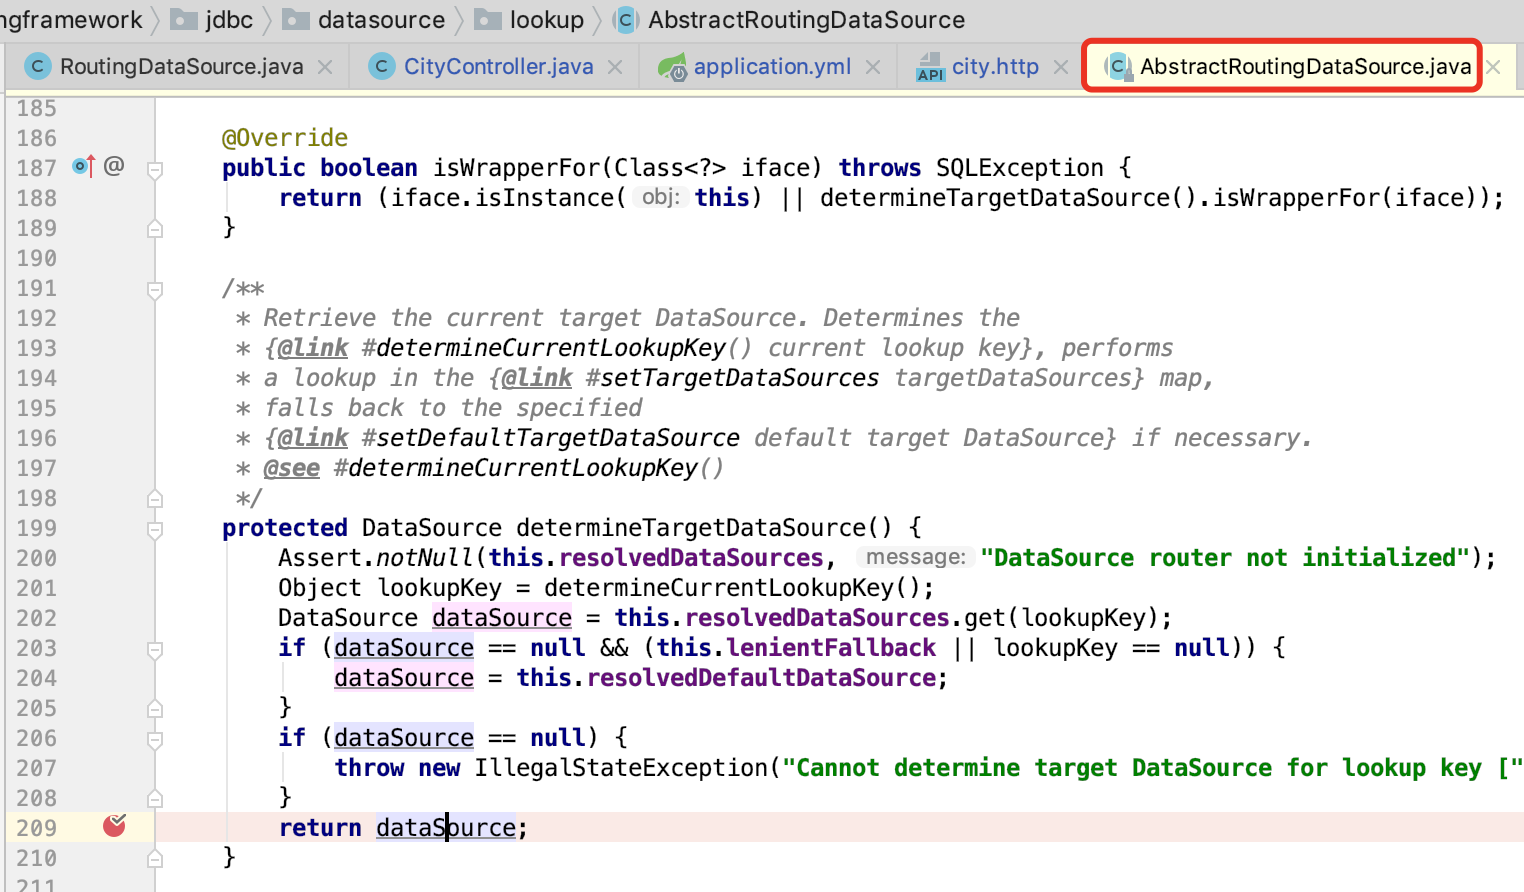 ngframework jdbc datasource lookup AbstractRoutingDataSource
RoutingDataSource.java CityController.java application.yml city.http AbstractRoutingDataSource.java
185
186 @Override
187 @ public boolean isWrapperFor(Class<?> iface) throws SQLException {
188 return (iface.isInstance( obj: this) || determineTargetDataSource().isWrapperFor(iface));
189 }
190
191 /**
192 * Retrieve the current target DataSource. Determines the
193 * {@link #determineCurrentLookupKey() current lookup key}, performs
194 * a lookup in the {@link #setTargetDataSources targetDataSources} map,
195 * falls back to the specified
196 * {@link #setDefaultTargetDataSource default target DataSource} if necessary.
197 * @see #determineCurrentLookupKey()
198 */
199 protected DataSource determineTargetDataSource() {
200 Assert.notNull(this.resolvedDataSources, message: "DataSource router not initialized");
201 Object lookupKey = determineCurrentLookupKey();
202 DataSource dataSource = this.resolvedDataSources.get(lookupKey);
203 if (dataSource == null && (this.lenientFallback || lookupKey == null)) {
204 dataSource = this.resolvedDefaultDataSource;
205 }
206 if (dataSource == null) {
207 throw new IllegalStateException("Cannot determine target DataSource for lookup key ["
208 }
209 return dataSource;
210 }
211